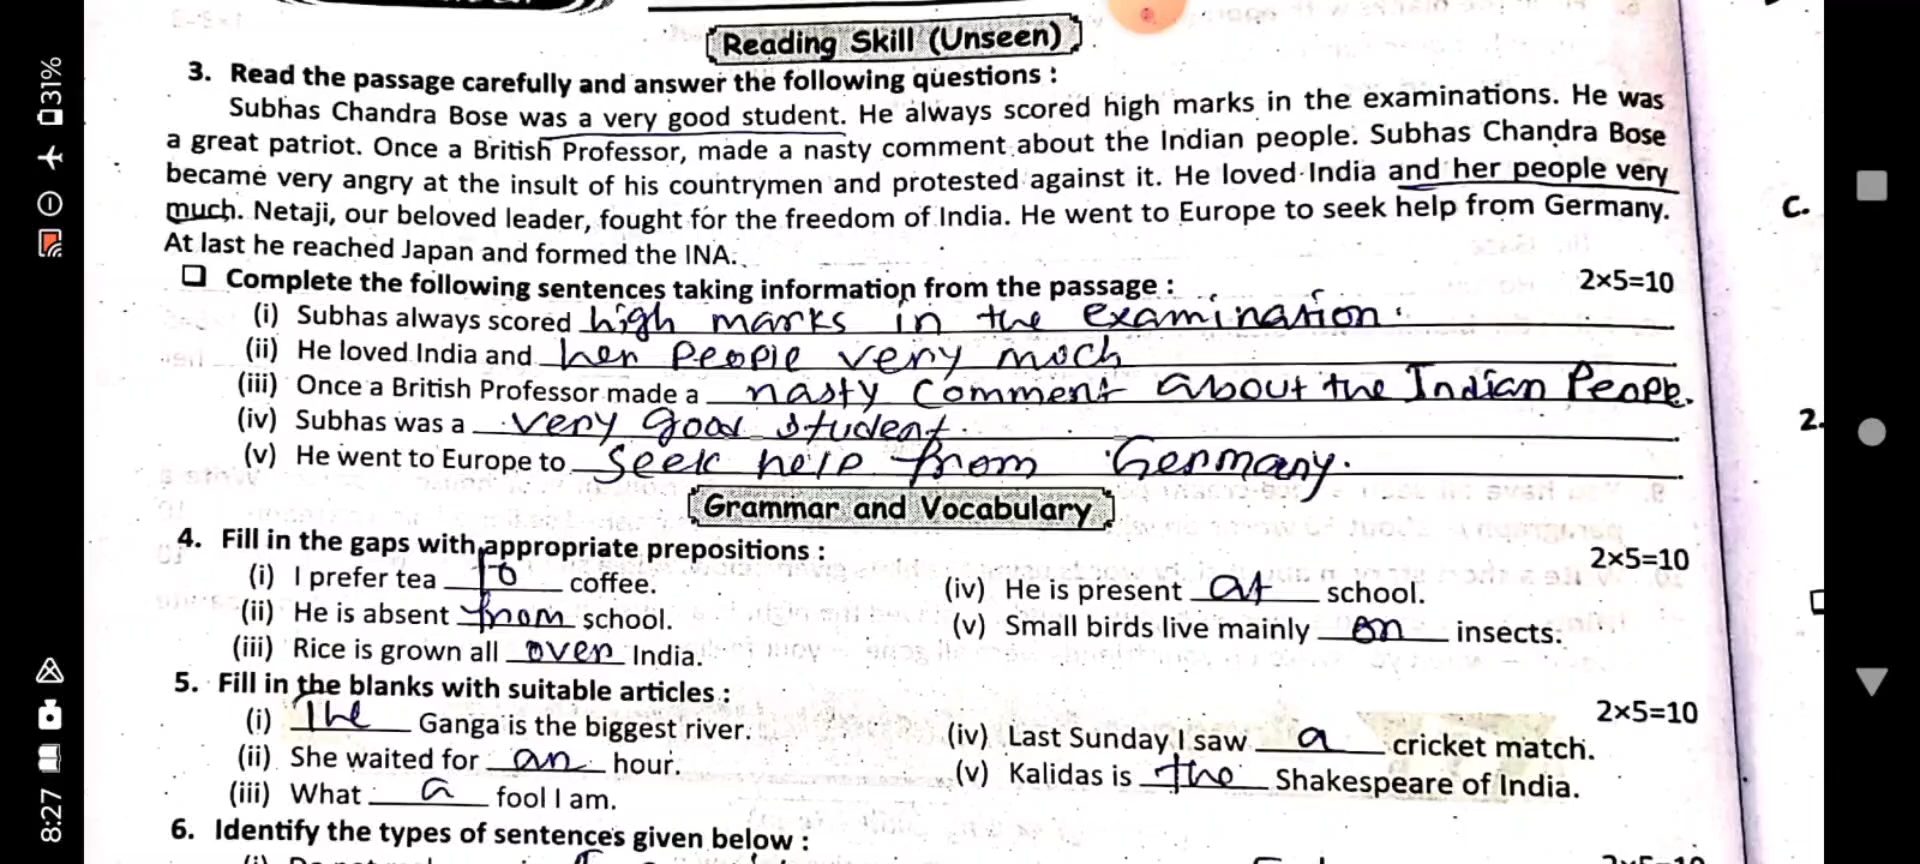 Reading Skill (Unseen)
3. Read the passage carefully and answer the following questions :
Subhas Chandra Bose was a very good student. He always scored high marks in the examinations. He was
a great patriot. Once a British Professor, made a nasty comment about the Indian people. Subhas Chandra Bose
became very angry at the insult of his countrymen and protested against it. He loved India and her people very
much. Netaji, our beloved leader, fought for the freedom of India. He went to Europe to seek help from Germany.
At last he reached Japan and formed the INA.
❑ Complete the following sentences taking information from the passage : 2×5=10
(i) Subhas always scored high marks in the examination.
(ii) He loved India and her people very much
(iii) Once a British Professor made a nasty comment about the Indian People.
(iv) Subhas was a very good student.
(v) He went to Europe to seek help from Germany.
Grammar and Vocabulary
4. Fill in the gaps with appropriate prepositions : 2×5=10
(i) I prefer tea to coffee. (iv) He is present at school.
(ii) He is absent from school. (v) Small birds live mainly on insects.
(iii) Rice is grown all over India.
5. Fill in the blanks with suitable articles : 2×5=10
(i) The Ganga is the biggest river. (iv) Last Sunday I saw a cricket match.
(ii) She waited for an hour. (v) Kalidas is the Shakespeare of India.
(iii) What a fool I am.
6. Identify the types of sentences given below :
C.
2.
31%
8:27